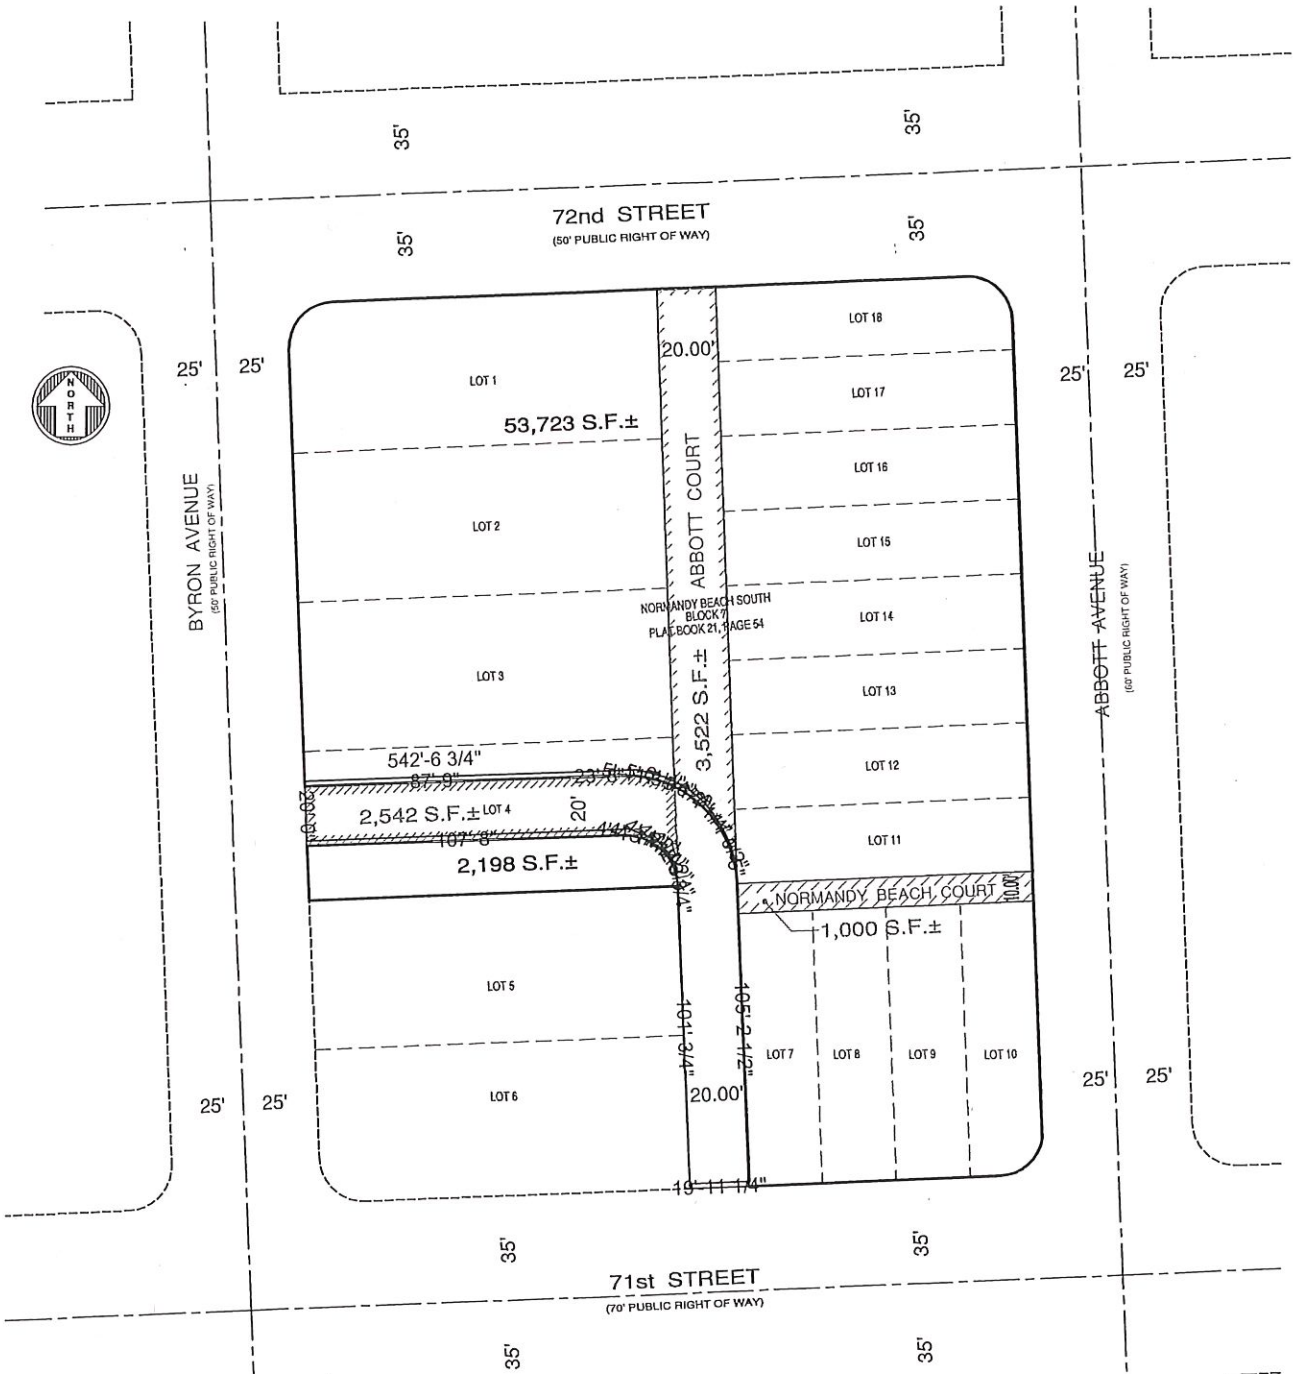 35'
35'
72nd STREET
(50' PUBLIC RIGHT OF WAY)
35'
35'
LOT 18
20.00'
25'
25'
25'
25'
NORTH
LOT 1
LOT 17
53,723 S.F.±
BYRON AVENUE
(50' PUBLIC RIGHT OF WAY)
ABBOTT COURT
LOT 16
LOT 2
LOT 15
NORMANDY BEACH SOUTH
BLOCK 7
PLAT BOOK 21, PAGE 54
LOT 14
ABBOTT AVENUE
(60' PUBLIC RIGHT OF WAY)
LOT 3
3,522 S.F.±
LOT 13
542'-6 3/4"
LOT 12
87'-9"
2,542 S.F.±
LOT 4
20'
107'-8"
LOT 11
2,198 S.F.±
NORMANDY BEACH COURT
10.00'
1,000 S.F.±
LOT 5
101' 3/4"
105' 2 1/2"
LOT 7
LOT 8
LOT 9
LOT 10
LOT 6
20.00'
25'
25'
25'
25'
19'-11 1/4"
35'
35'
71st STREET
(70' PUBLIC RIGHT OF WAY)
35'
35'